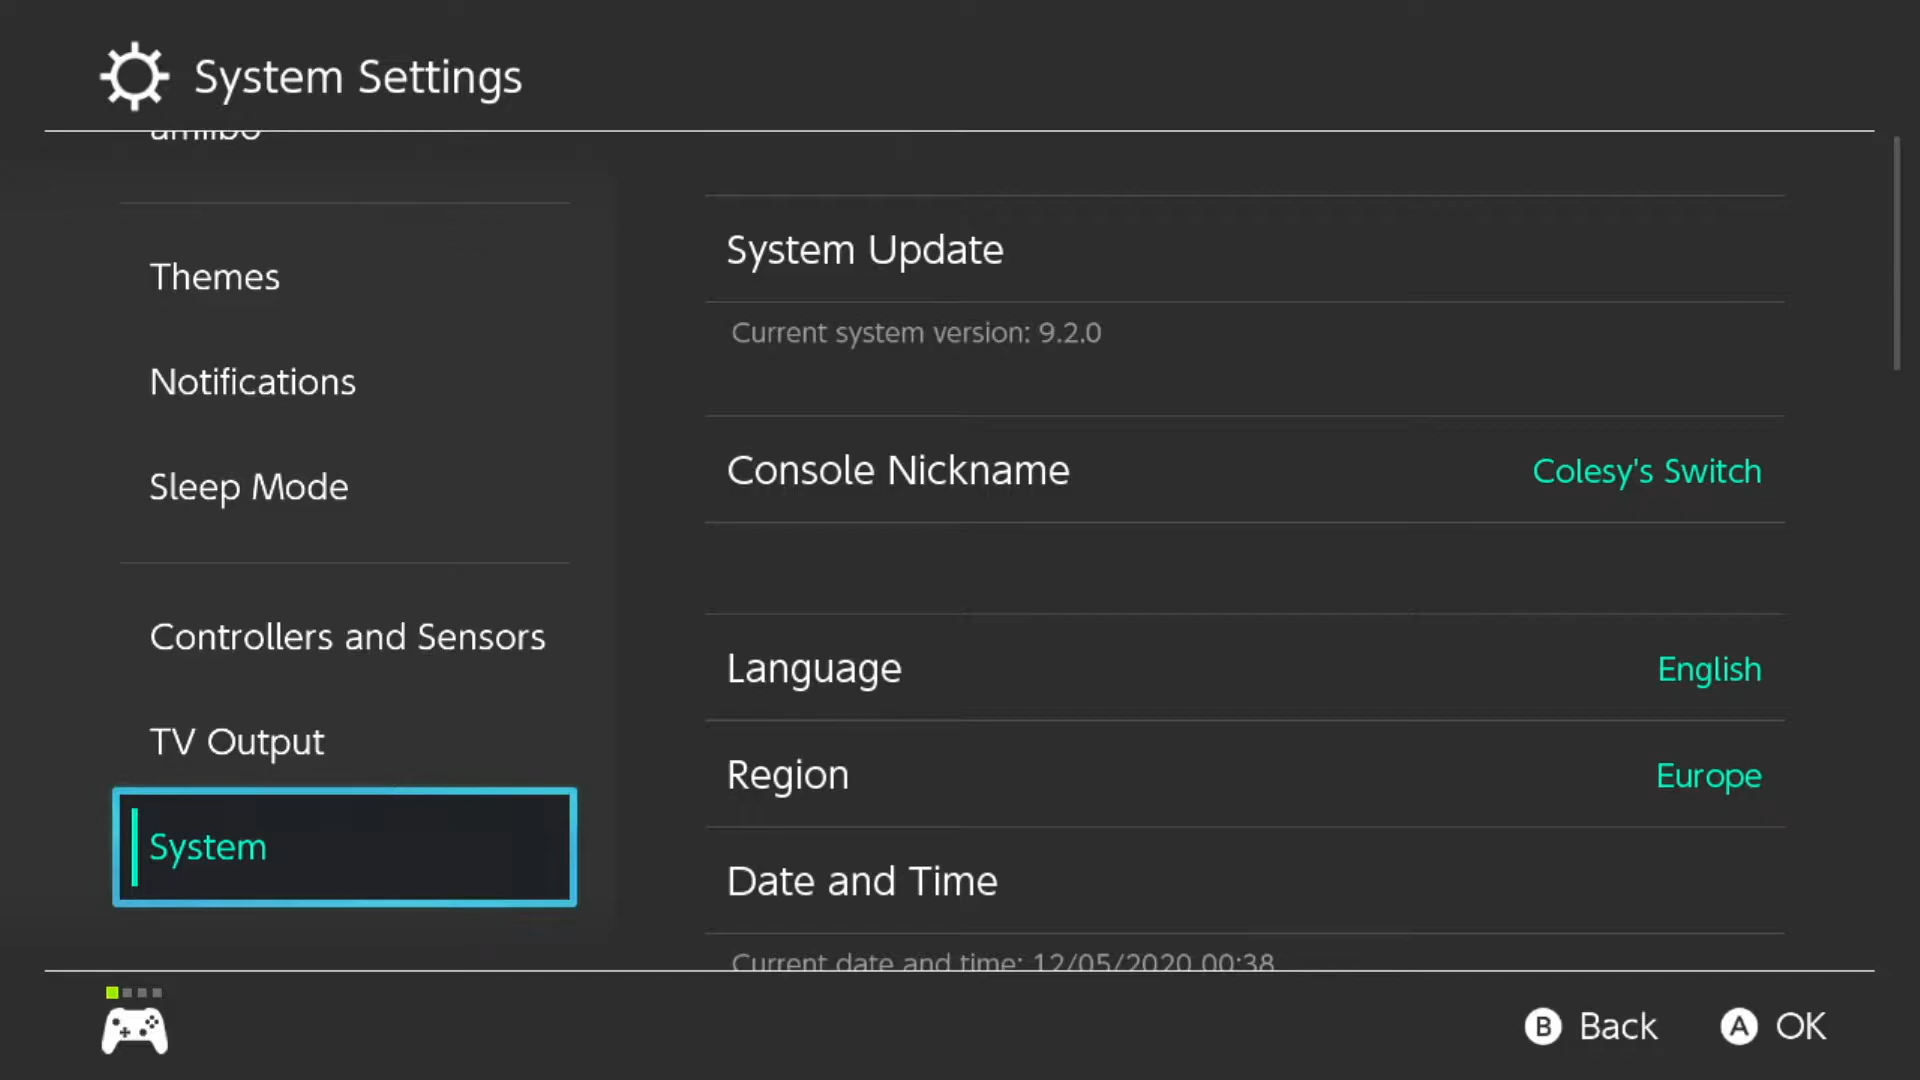 System Settings
amiibo
Themes
Notifications
Sleep Mode
Controllers and Sensors
TV Output
System
System Update
Current system version: 9.2.0
Console Nickname Colesy's Switch
Language English
Region Europe
Date and Time
Current date and time: 12/05/2020 00:38
B Back A OK